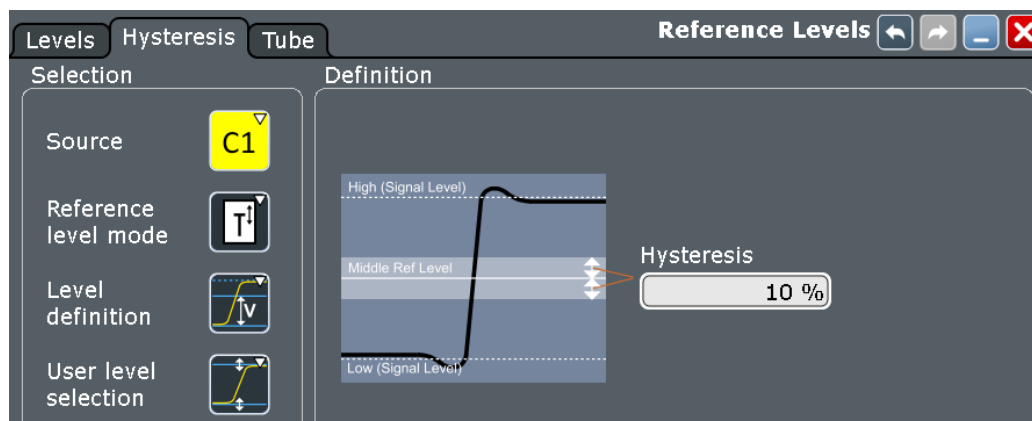 Levels Hysteresis Tube Reference Levels
Selection
Definition
Source
C1
Reference
level mode
T
Level
definition
V
User level
selection
High (Signal Level)
Middle Ref Level
Low (Signal Level)
Hysteresis
10 %